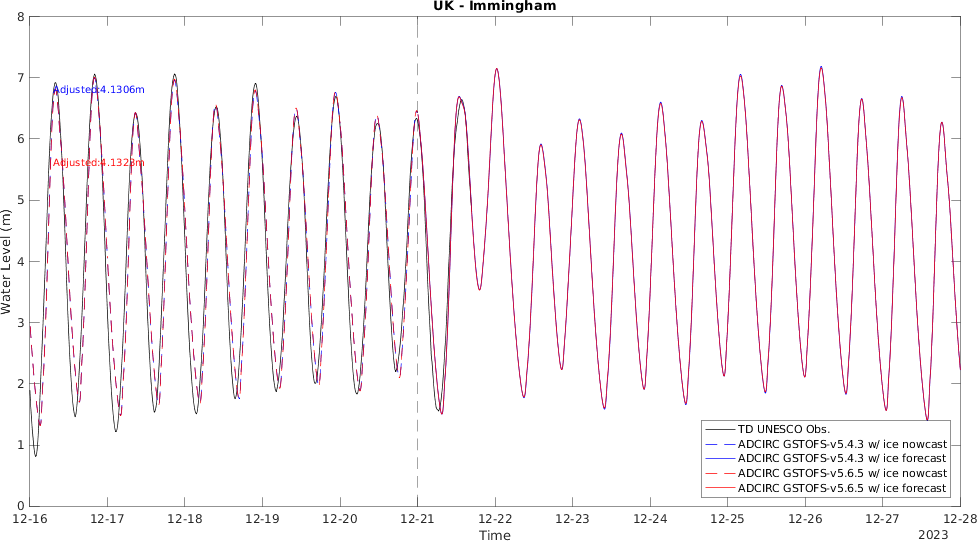 UK - Immingham
8
7
6
5
4
3
2
1
0
Water Level (m)
Adjusted:4.1306m
Adjusted:4.1323m
TD UNESCO Obs.
ADCIRC GSTOFS-v5.4.3 w/ ice nowcast
ADCIRC GSTOFS-v5.4.3 w/ ice forecast
ADCIRC GSTOFS-v5.6.5 w/ ice nowcast
ADCIRC GSTOFS-v5.6.5 w/ ice forecast
12-16 12-17 12-18 12-19 12-20 12-21 12-22 12-23 12-24 12-25 12-26 12-27 12-28
Time
2023